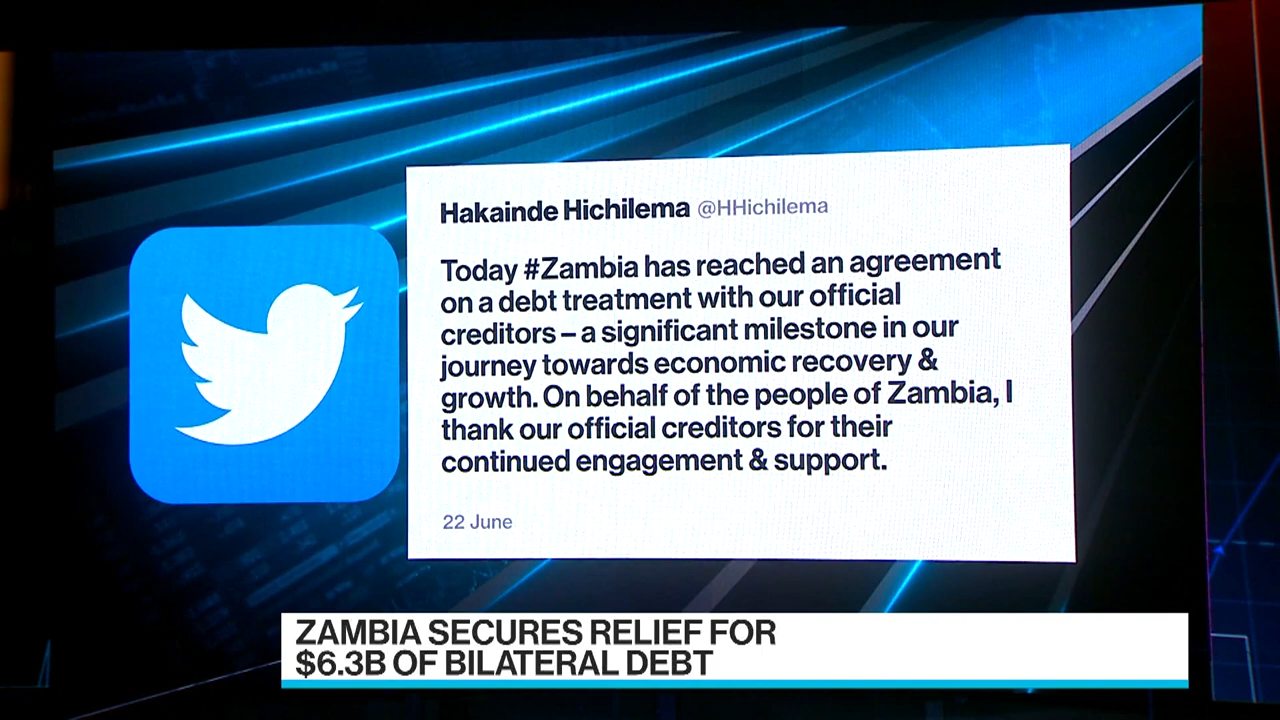 Hakainde Hichilema @HHichilema
Today #Zambia has reached an agreement
on a debt treatment with our official
creditors – a significant milestone in our
journey towards economic recovery &
growth. On behalf of the people of Zambia, I
thank our official creditors for their
continued engagement & support.
22 June
ZAMBIA SECURES RELIEF FOR
$6.3B OF BILATERAL DEBT